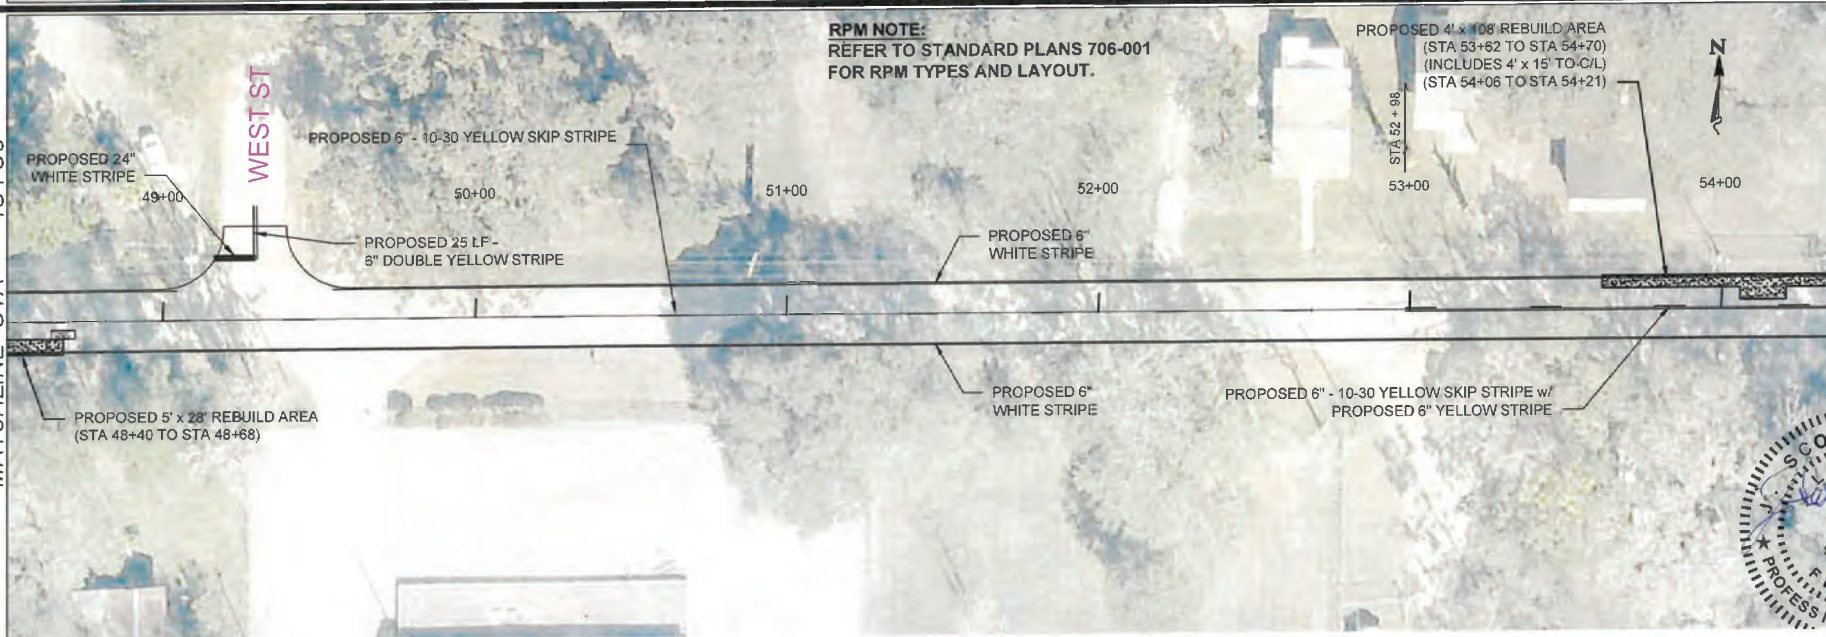 RPM NOTE:
REFER TO STANDARD PLANS 706-001
FOR RPM TYPES AND LAYOUT.
PROPOSED 4' x 108' REBUILD AREA
(STA 53+62 TO STA 54+70)
(INCLUDES 4' x 15' TO C/L)
(STA 54+06 TO STA 54+21)
N
WEST ST
PROPOSED 6" - 10-30 YELLOW SKIP STRIPE
PROPOSED 24"
WHITE STRIPE
STA 52 + 98
49+00
50+00
51+00
52+00
53+00
54+00
PROPOSED 25 LF -
6" DOUBLE YELLOW STRIPE
PROPOSED 6"
WHITE STRIPE
PROPOSED 6"
WHITE STRIPE
PROPOSED 6" - 10-30 YELLOW SKIP STRIPE w/
PROPOSED 6" YELLOW STRIPE
PROPOSED 5' x 28' REBUILD AREA
(STA 48+40 TO STA 48+68)